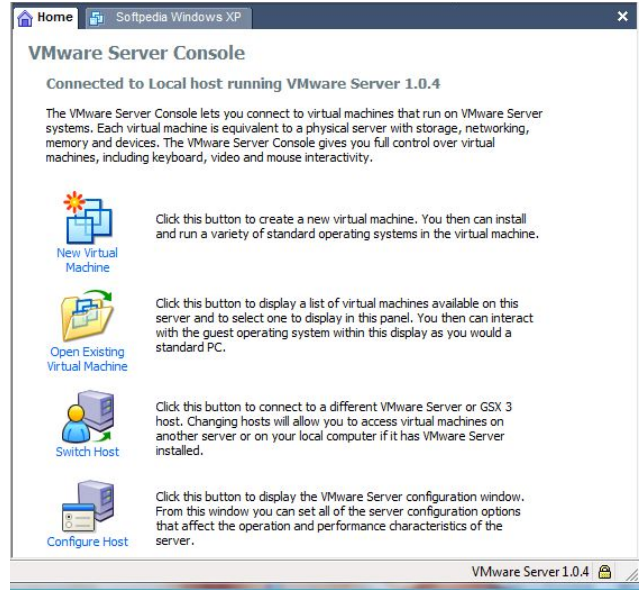 Home
Softpedia Windows XP
VMware Server Console
Connected to Local host running VMware Server 1.0.4
The VMware Server Console lets you connect to virtual machines that run on VMware Server
systems. Each virtual machine is equivalent to a physical server with storage, networking,
memory and devices. The VMware Server Console gives you full control over virtual
machines, including keyboard, video and mouse interactivity.
New Virtual
Machine
Click this button to create a new virtual machine. You then can install
and run a variety of standard operating systems in the virtual machine.
Open Existing
Virtual Machine
Click this button to display a list of virtual machines available on this
server and to select one to display in this panel. You then can interact
with the guest operating system within this display as you would a
standard PC.
Switch Host
Click this button to connect to a different VMware Server or GSX 3
host. Changing hosts will allow you to access virtual machines on
another server or on your local computer if it has VMware Server
installed.
Configure Host
Click this button to display the VMware Server configuration window.
From this window you can set all of the server configuration options
that affect the operation and performance characteristics of the
server.
VMware Server 1.0.4